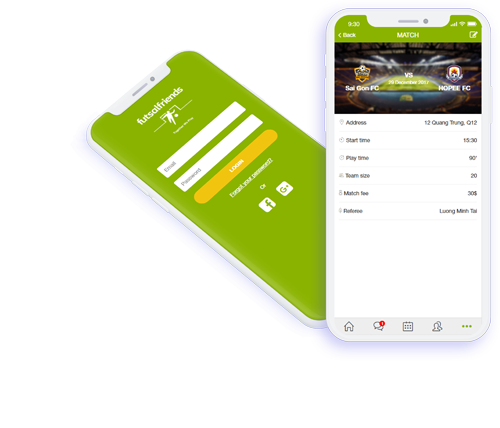 9:30
Back
MATCH
VS
29 December 2017
Sai Gon FC
HOPEE FC
Address
12 Quang Trung, Q12
Start time
15:30
Play time
90'
Team size
20
Match fee
30$
Referee
Luong Minh Tai
futsalfriends
Email
Password
LOGIN
Forgot your password?
Or
f
G+